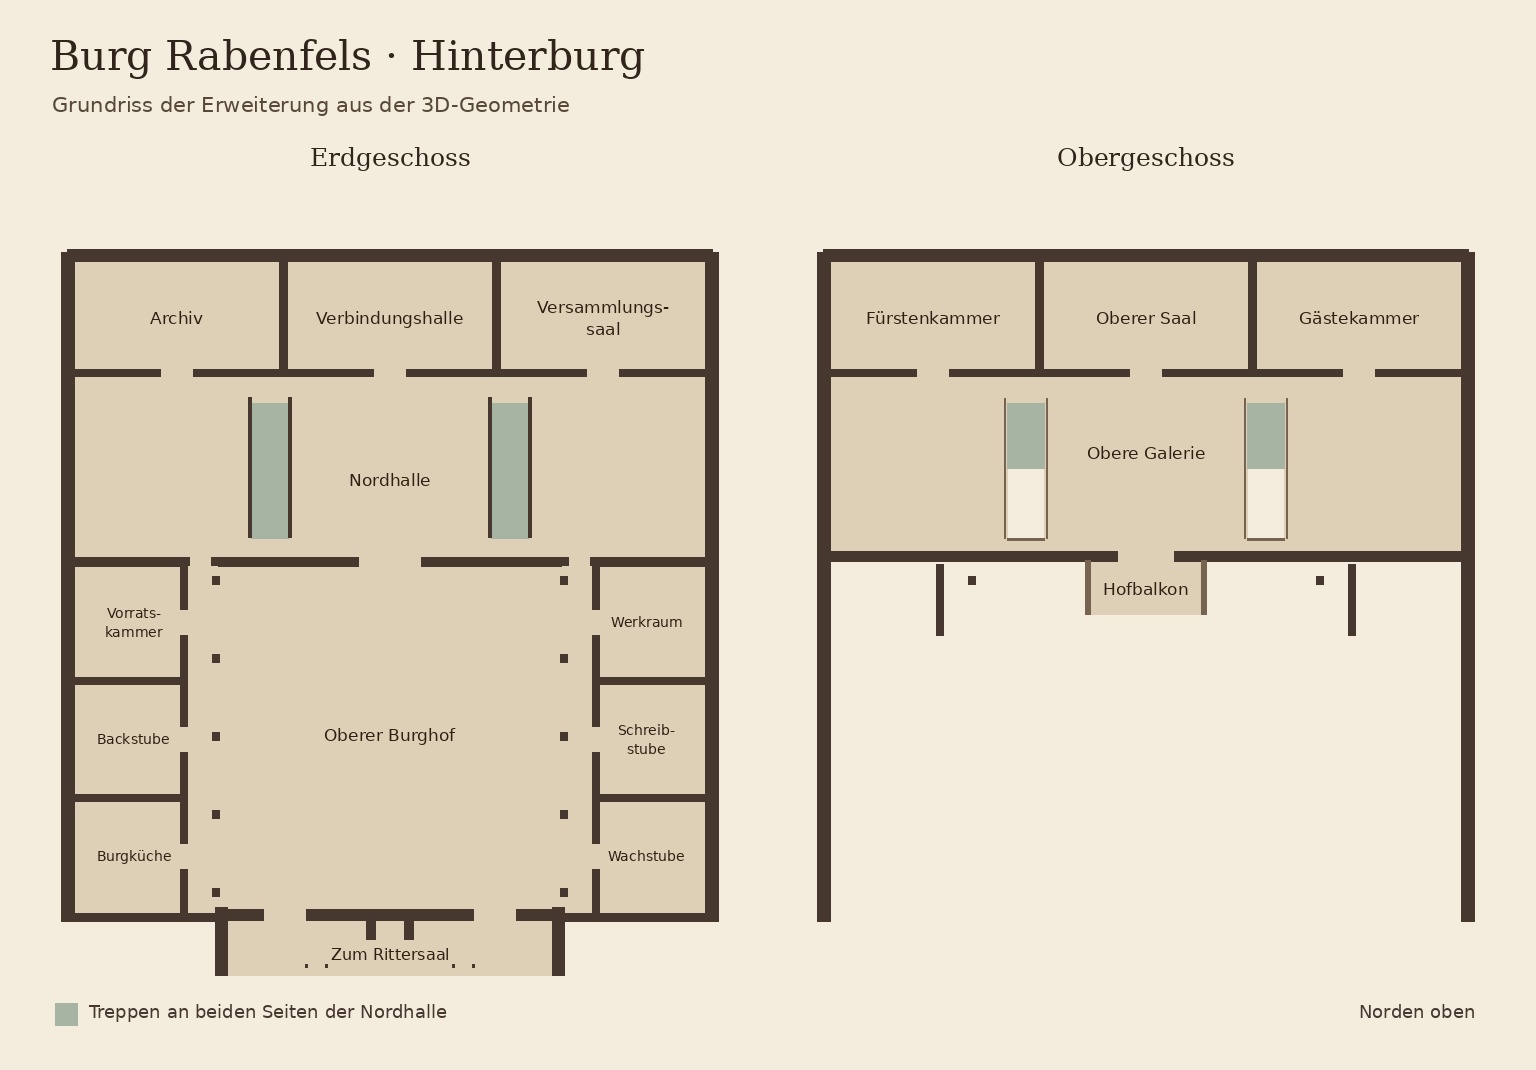 Burg Rabenfels · Hinterburg
Grundriss der Erweiterung aus der 3D-Geometrie
Erdgeschoss
Archiv
Verbindungshalle
Versammlungs-
saal
Nordhalle
Vorrats-
kammer
Werkraum
Backstube
Oberer Burghof
Schreib-
stube
Burgküche
Wachstube
Zum Rittersaal
Obergeschoss
Fürstenkammer
Oberer Saal
Gästekammer
Obere Galerie
Hofbalkon
Treppen an beiden Seiten der Nordhalle
Norden oben